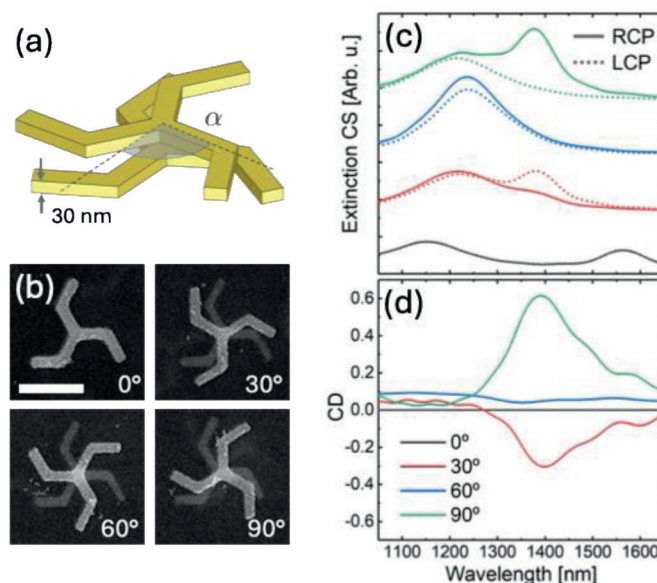 (a)
α
30 nm
(b)
0º
30º
60º
90º
(c)
RCP
LCP
Extinction CS [Arb. u.]
(d)
0.6
0.4
0.2
0.0
-0.2
-0.4
-0.6
CD
0º
30º
60º
90º
1100 1200 1300 1400 1500 1600
Wavelength [nm]